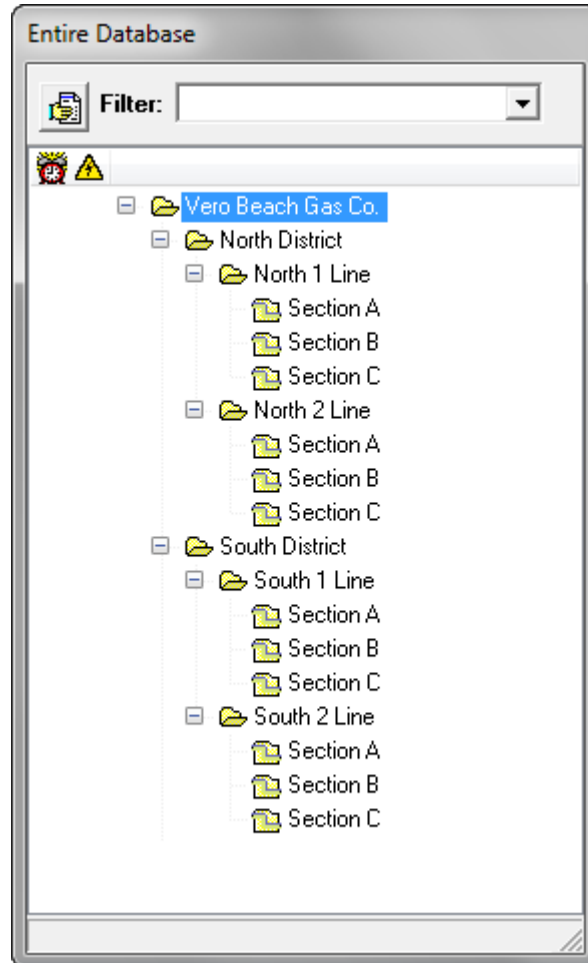 Entire Database
Filter:
Vero Beach Gas Co.
North District
North 1 Line
Section A
Section B
Section C
North 2 Line
Section A
Section B
Section C
South District
South 1 Line
Section A
Section B
Section C
South 2 Line
Section A
Section B
Section C